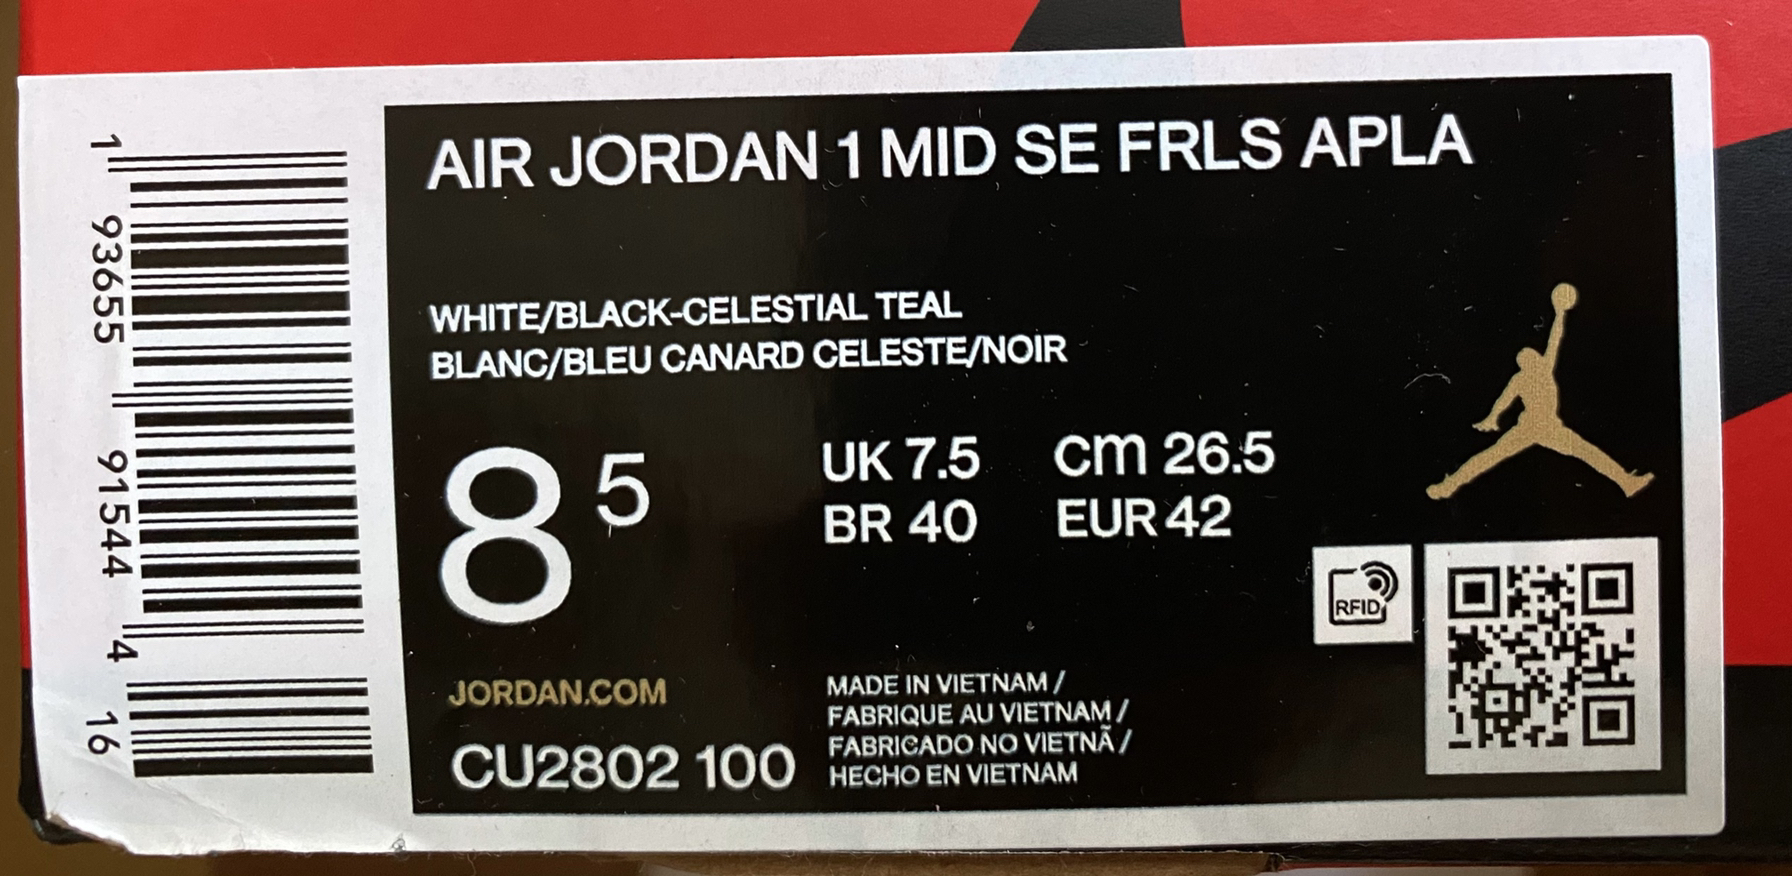 AIR JORDAN 1 MID SE FRLS APLA
WHITE/BLACK-CELESTIAL TEAL
BLANC/BLEU CANARD CELESTE/NOIR
8 5
UK 7.5 cm 26.5
BR 40 EUR 42
RFID
JORDAN.COM
CU2802 100
MADE IN VIETNAM /
FABRIQUE AU VIETNAM /
FABRICADO NO VIETNÃ /
HECHO EN VIETNAM
1 93655 91544 4 16